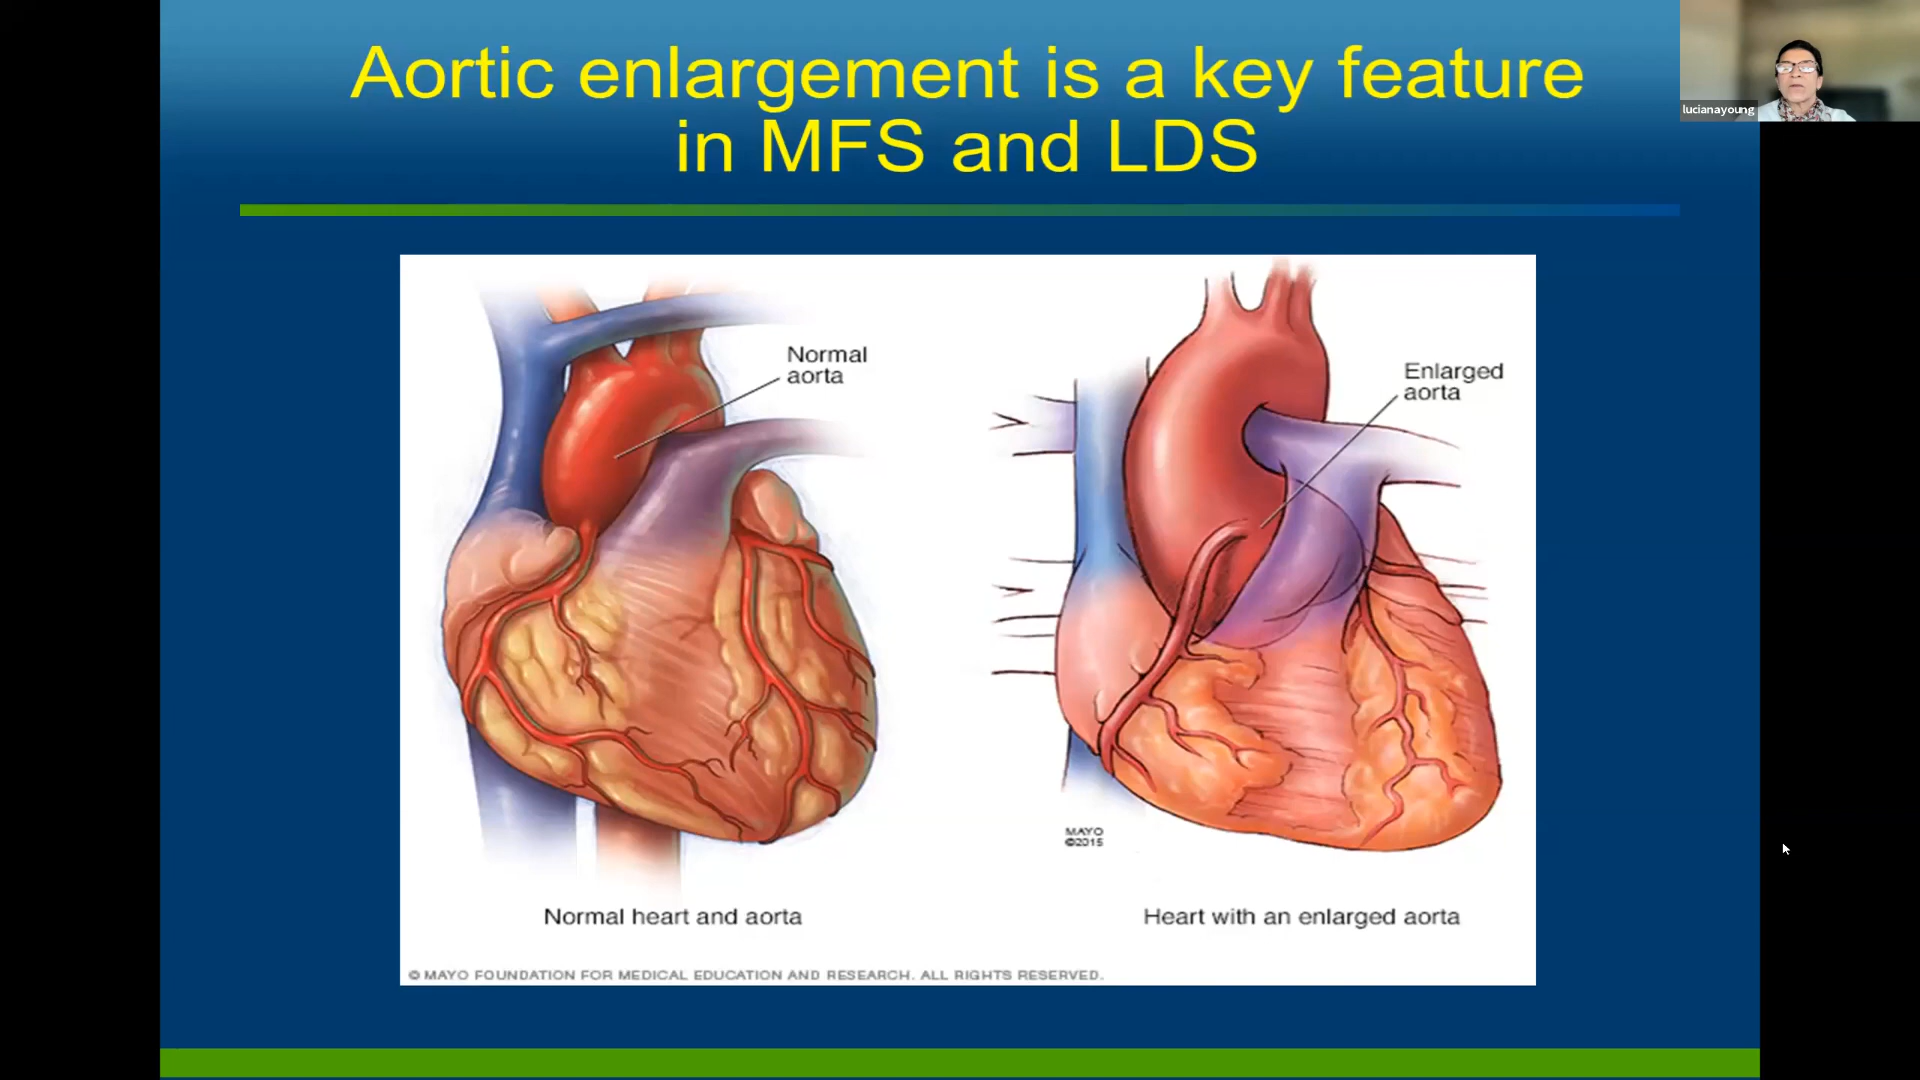 Aortic enlargement is a key feature
in MFS and LDS
lucianayoung
Normal
aorta
Enlarged
aorta
MAYO
©2015
Normal heart and aorta
Heart with an enlarged aorta
© MAYO FOUNDATION FOR MEDICAL EDUCATION AND RESEARCH. ALL RIGHTS RESERVED.